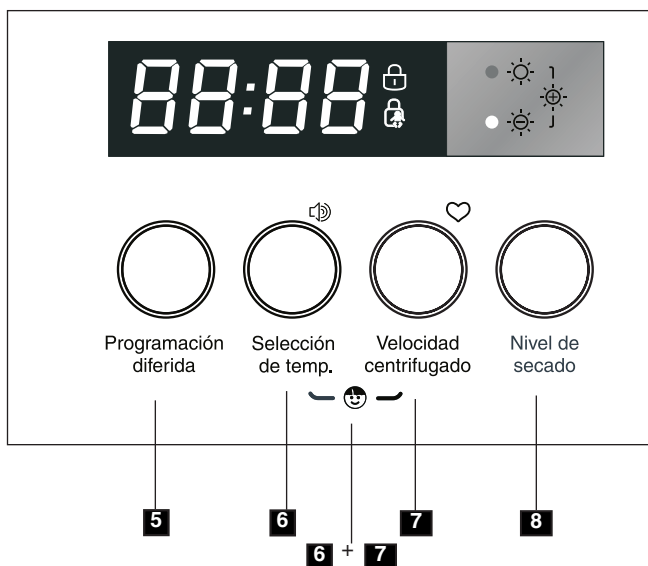 88:88
Programación
diferida
Selección
de temp.
Velocidad
centrifugado
Nivel de
secado
5
6
7
8
6 + 7